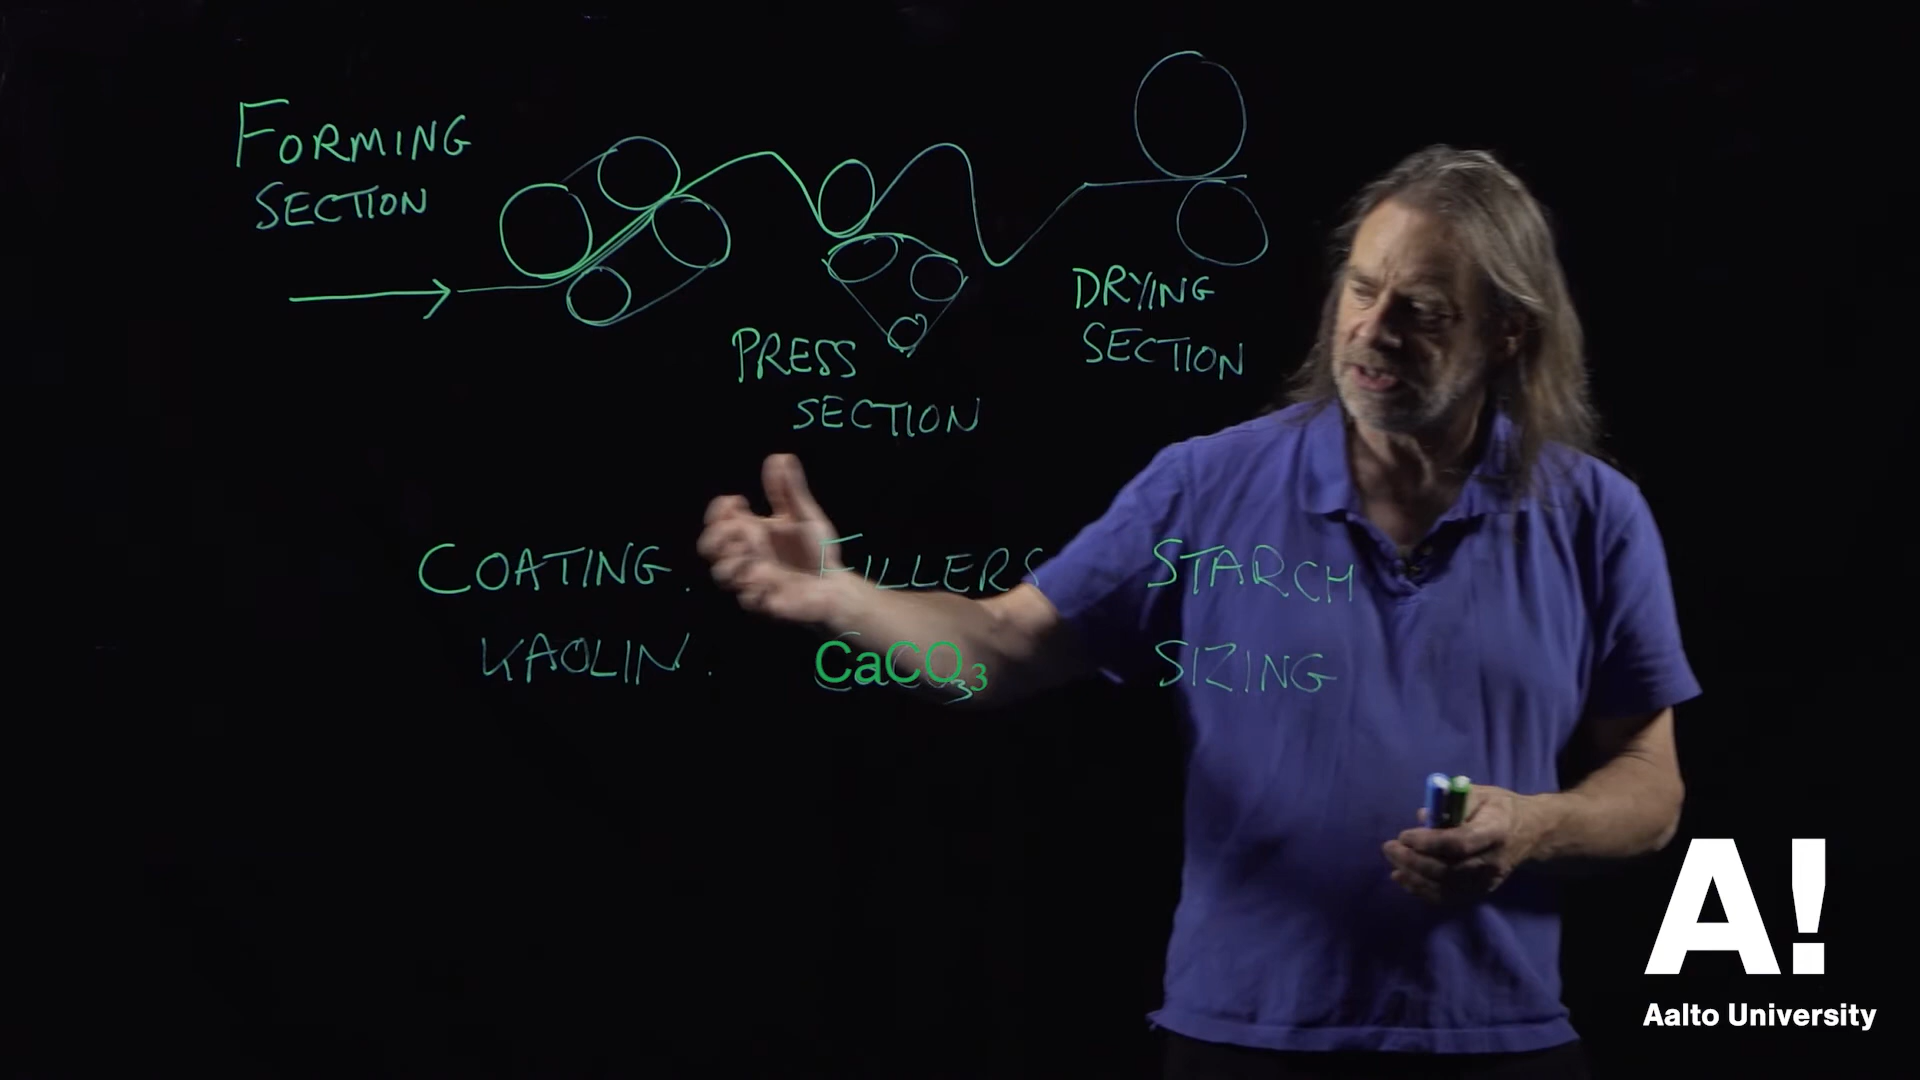 FORMING
SECTION
PRESS
SECTION
DRYING
SECTION
COATING. FILLERS STARCH
KAOLIN. CaCO₃ SIZING
A!
Aalto University